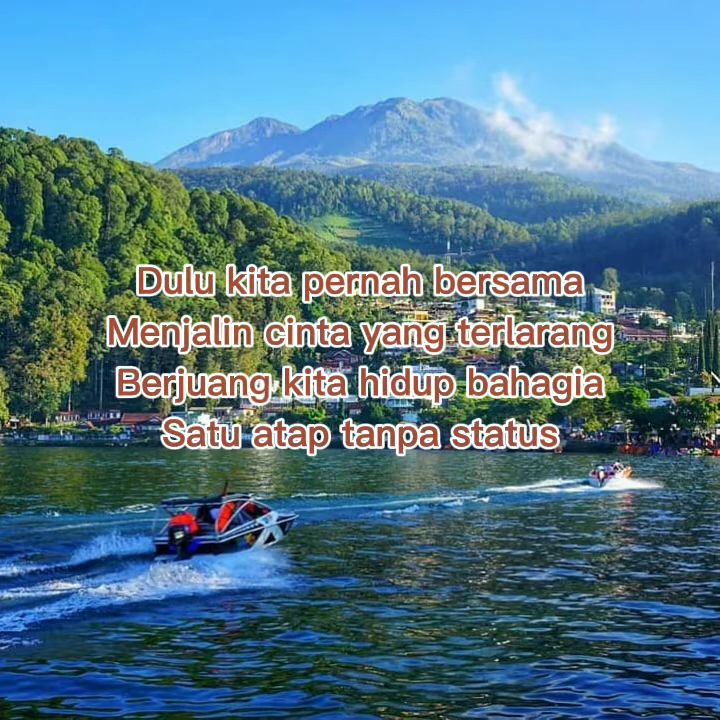 Dulu kita pernah bersama
Menjalin cinta yang terlarang
Berjuang kita hidup bahagia
Satu atap tanpa status